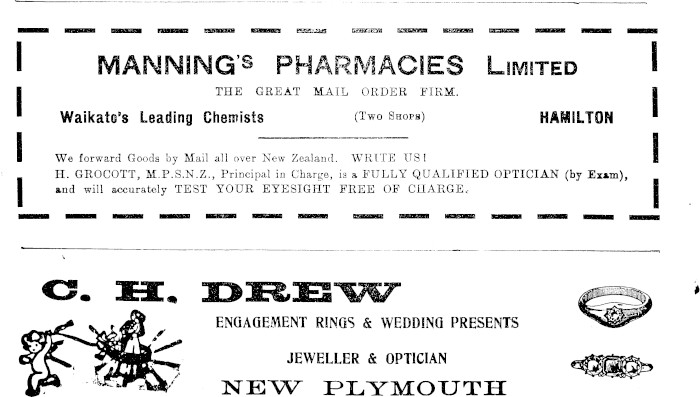 MANNING'S PHARMACIES LIMITED
THE GREAT MAIL ORDER FIRM.
Waikato's Leading Chemists (Two Shops) HAMILTON
We forward Goods by Mail all over New Zealand. WRITE US!
H. GROCOTT, M.P.S.N.Z., Principal in Charge, is a FULLY QUALIFIED OPTICIAN (by Exam),
and will accurately TEST YOUR EYESIGHT FREE OF CHARGE.
C. H. DREW
ENGAGEMENT RINGS & WEDDING PRESENTS
JEWELLER & OPTICIAN
NEW PLYMOUTH